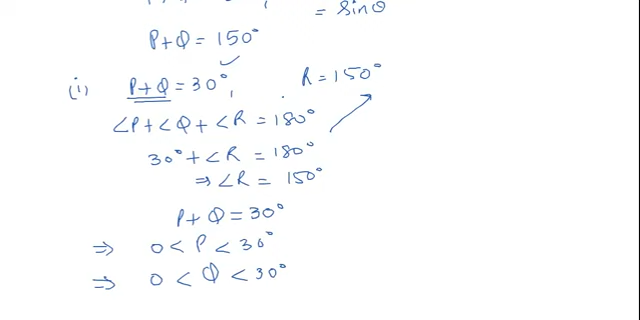 = sinθ
P+Q = 150°
(i) P+Q = 30°, R = 150°
∠P+∠Q+∠R = 180°
30°+∠R = 180°
⇒ ∠R = 150°
P+Q = 30°
⇒ 0 < P < 30°
⇒ 0 < Q < 30°